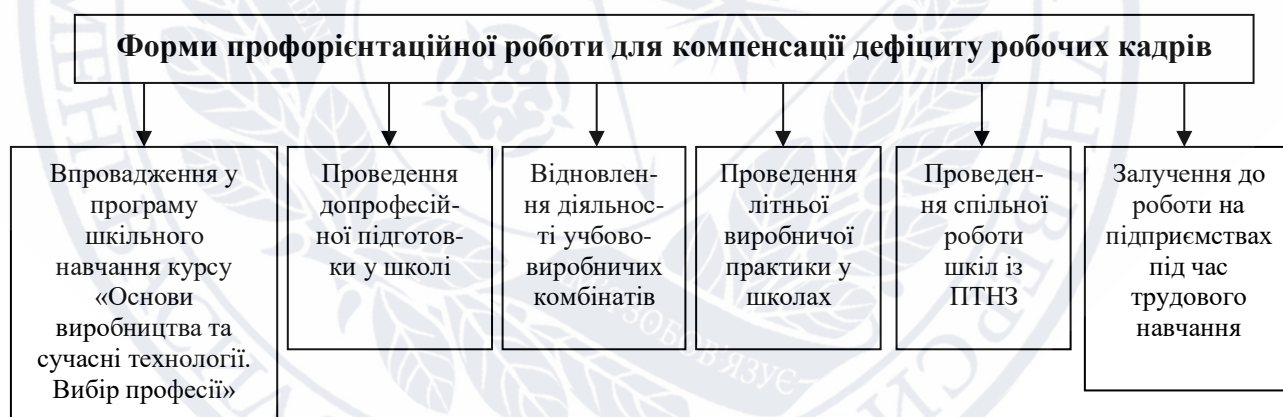 Форми профорієнтаційної роботи для компенсації дефіциту робочих кадрів
Впровадження у
програму
шкільного
навчання курсу
«Основи
виробництва та
сучасні технології.
Вибір професії»
Проведення
допрофесій-
ної підготов-
ки у школі
Відновлен-
ня діяльнос-
ті учбово-
виробничих
комбінатів
Проведення
літньої
виробничої
практики у
школах
Проведен-
ня спільної
роботи
шкіл із
ПТНЗ
Залучення до
роботи на
підприємствах
під час
трудового
навчання